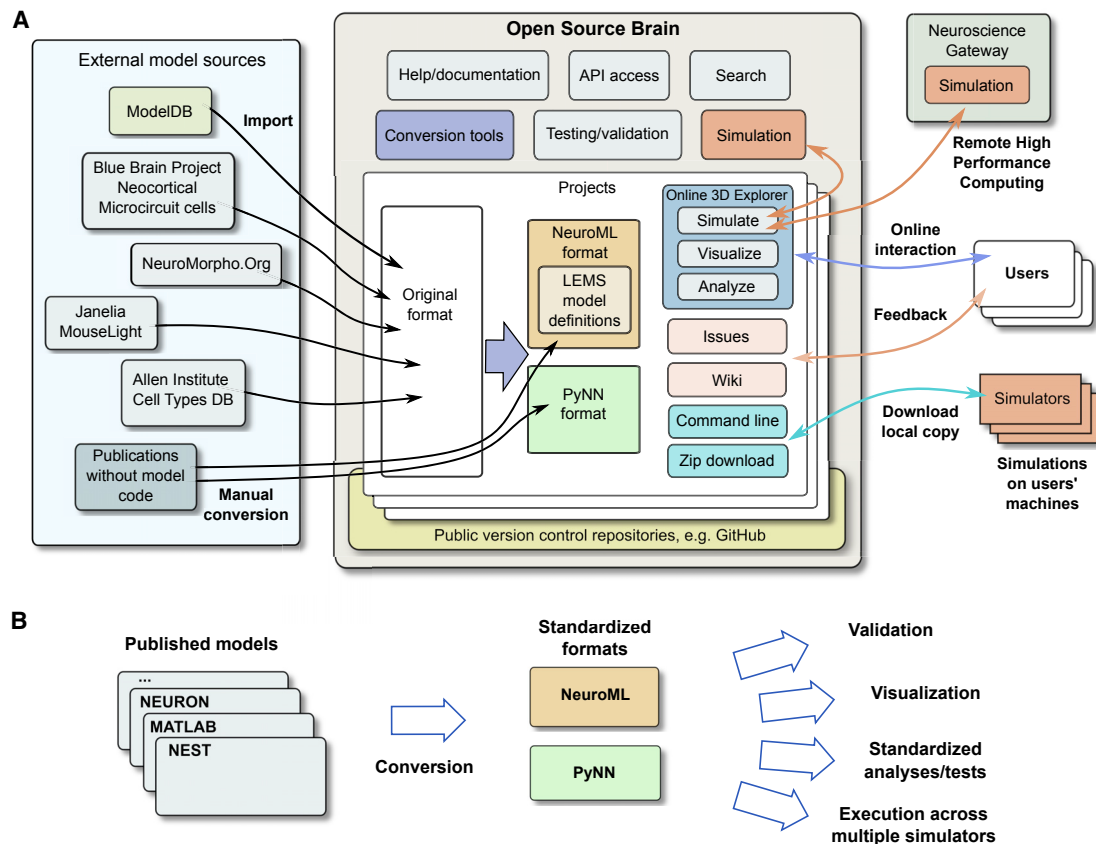 A
External model sources
ModelDB
Import
Blue Brain Project
Neocortical
Microcircuit cells
NeuroMorpho.Org
Janelia
MouseLight
Allen Institute
Cell Types DB
Publications
without model
code
Manual
conversion
Open Source Brain
Help/documentation
API access
Search
Conversion tools
Testing/validation
Simulation
Projects
Original
format
NeuroML
format
LEMS
model
definitions
PyNN
format
Online 3D Explorer
Simulate
Visualize
Analyze
Issues
Wiki
Command line
Zip download
Public version control repositories, e.g. GitHub
Neuroscience
Gateway
Simulation
Remote High
Performance
Computing
Online
interaction
Users
Feedback
Download
local copy
Simulators
Simulations
on users'
machines
B
Published models
...
NEURON
MATLAB
NEST
Conversion
Standardized
formats
NeuroML
PyNN
Validation
Visualization
Standardized
analyses/tests
Execution across
multiple simulators